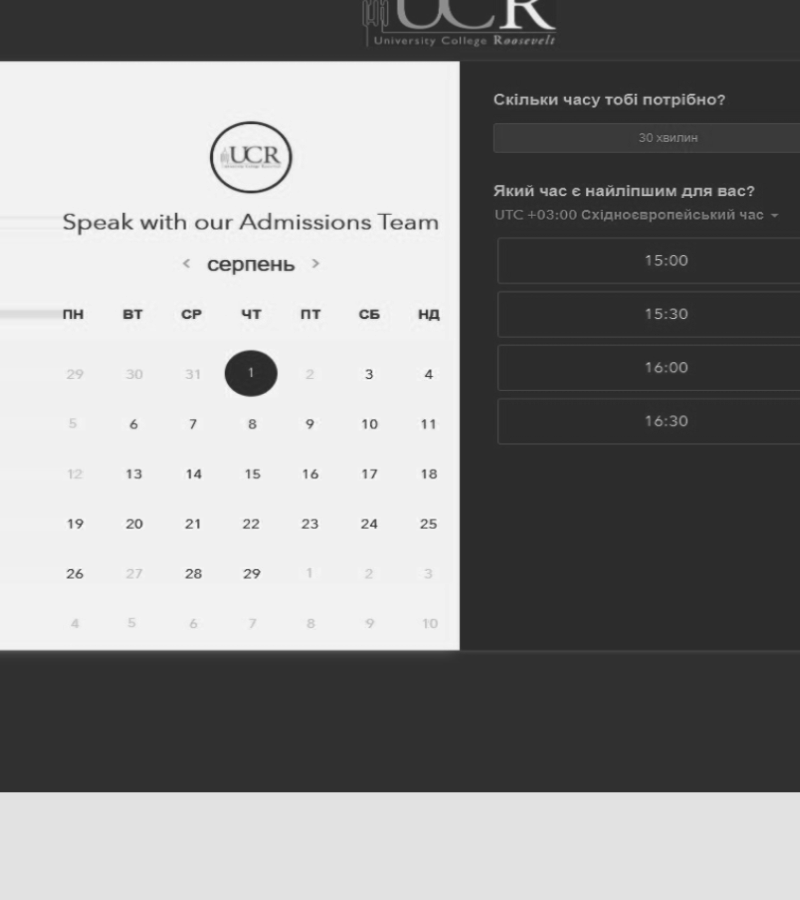 UCR
University College Roosevelt
UCR
Speak with our Admissions Team
< серпень >
ПН ВТ СР ЧТ ПТ СБ НД
29 30 31 1 2 3 4
5 6 7 8 9 10 11
12 13 14 15 16 17 18
19 20 21 22 23 24 25
26 27 28 29 1 2 3
4 5 6 7 8 9 10
Скільки часу тобі потрібно?
30 хвилин
Який час є найліпшим для вас?
UTC +03:00 Східноєвропейський час
15:00
15:30
16:00
16:30